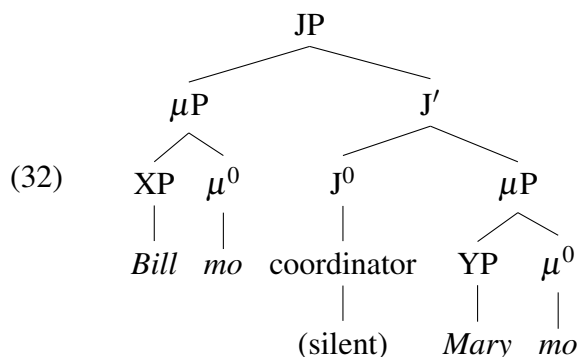 JP
μP J′
(32) XP μ⁰ J⁰ μP
Bill mo coordinator YP μ⁰
(silent) Mary mo